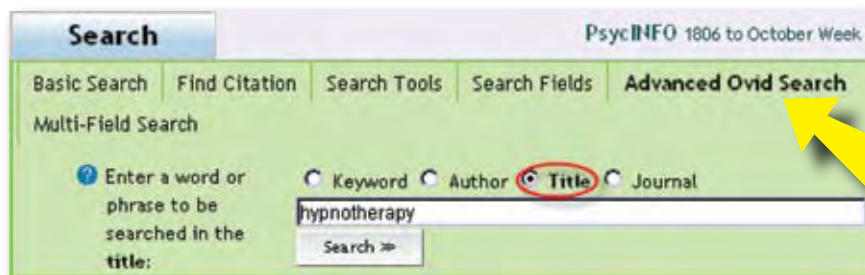 Search
PsycINFO 1806 to October Week
Basic Search Find Citation Search Tools Search Fields Advanced Ovid Search
Multi-Field Search
? Enter a word or phrase to be searched in the title:
Keyword Author Title Journal
hypnotherapy
Search >>